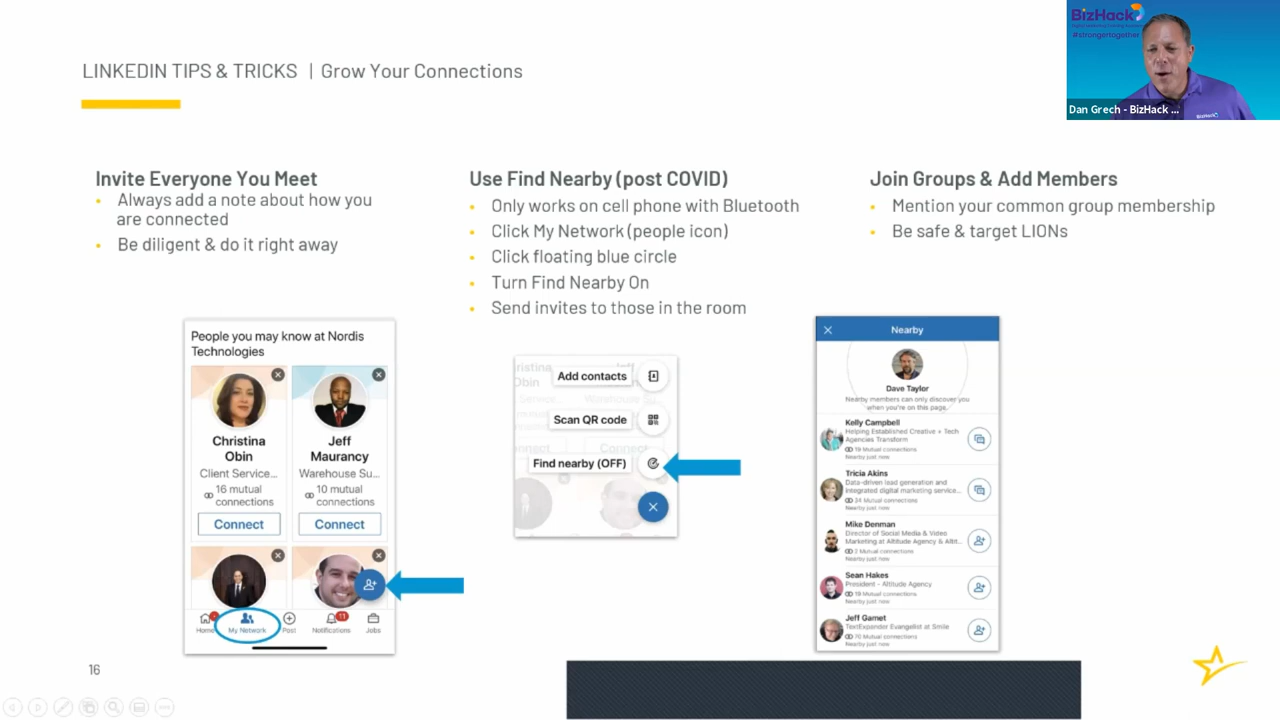 LINKEDIN TIPS & TRICKS | Grow Your Connections
BizHack
#strongertogether
BizHack
Dan Grech - BizHack ...
Invite Everyone You Meet
• Always add a note about how you
are connected
• Be diligent & do it right away
Use Find Nearby (post COVID)
• Only works on cell phone with Bluetooth
• Click My Network (people icon)
• Click floating blue circle
• Turn Find Nearby On
• Send invites to those in the room
Join Groups & Add Members
• Mention your common group membership
• Be safe & target LIONs
People you may know at Nordis
Technologies
Christina
Obin
Client Service...
16 mutual
connections
Connect
Jeff
Maurancy
Warehouse Su...
10 mutual
connections
Connect
Home
My Network
Post
11
Notifications
Jobs
Add contacts
Scan QR code
Connect
Find nearby (OFF)
Nearby
Dave Taylor
Nearby members can only discover you
when you're on this page.
Kelly Campbell
Helping Established Creative + Tech
Agencies Transform
19 Mutual connections
Nearby just now
Tricia Akins
Data-driven lead generation and
integrated digital marketing service...
24 Mutual connections
Nearby just now
Mike Denman
Director of Social Media & Video
Marketing at Altitude Agency & Altit...
2 Mutual connections
Nearby just now
Sean Hakes
President - Altitude Agency
19 Mutual connections
Nearby just now
Jeff Gamet
TextExpander Evangelist at Smile
70 Mutual connections
Nearby just now
16